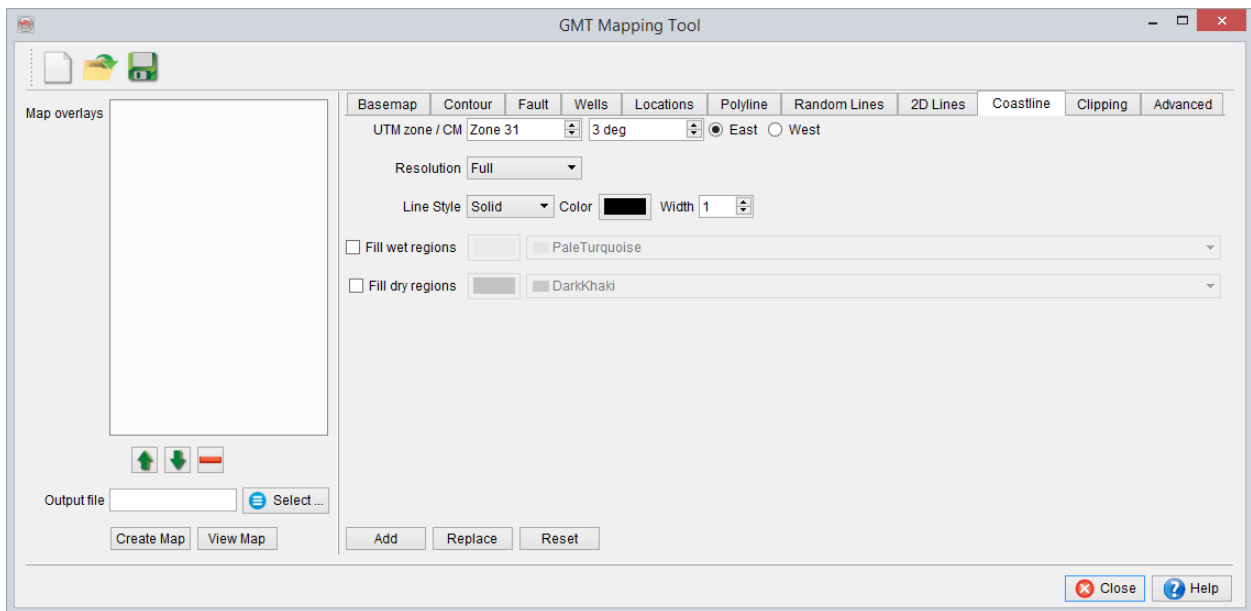 GMT Mapping Tool
Map overlays
Basemap Contour Fault Wells Locations Polyline Random Lines 2D Lines Coastline Clipping Advanced
UTM zone / CM Zone 31 3 deg East West
Resolution Full
Line Style Solid Color Width 1
Fill wet regions PaleTurquoise
Fill dry regions DarkKhaki
Output file Select ...
Create Map View Map Add Replace Reset
Close Help